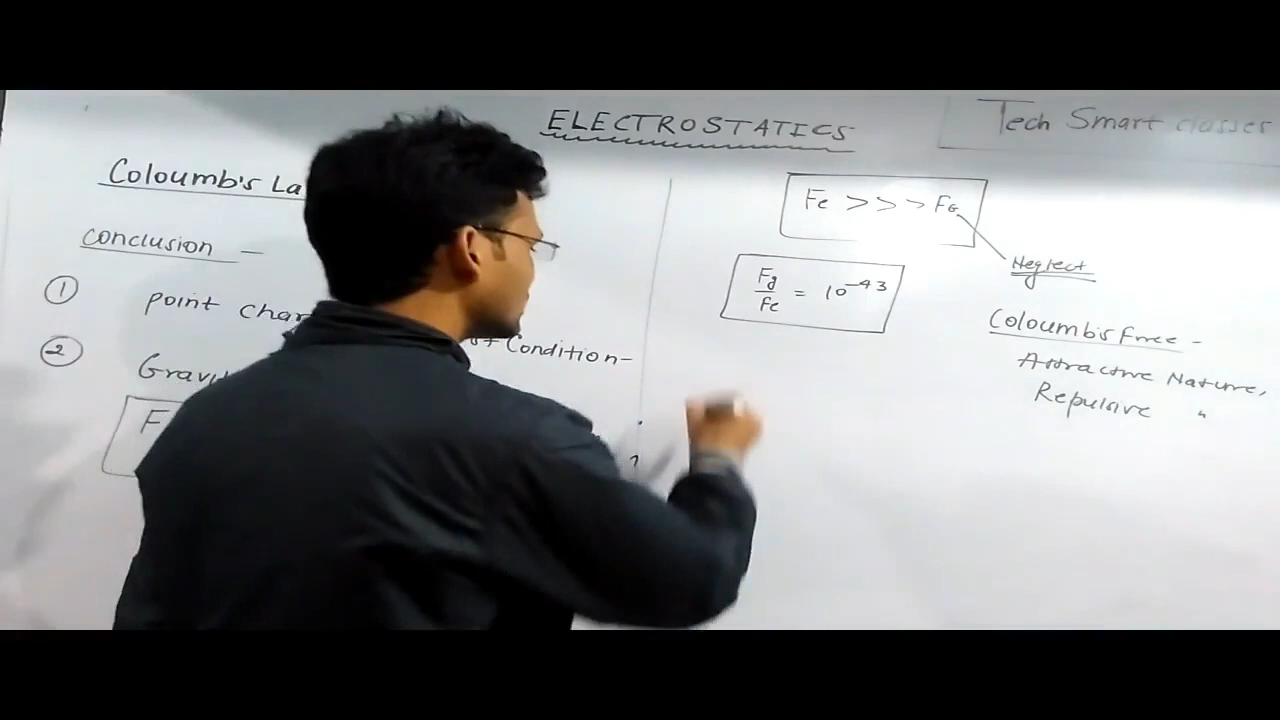 ELECTROSTATICS
Tech Smart classes
Coloumb's La
conclusion —
① point char
② Gravit
st Condition-
F
Fe >>> FG
Neglect
Fg/Fe = 10⁻⁴³
Coloumb's Force -
Attractive Nature,
Repulsive "